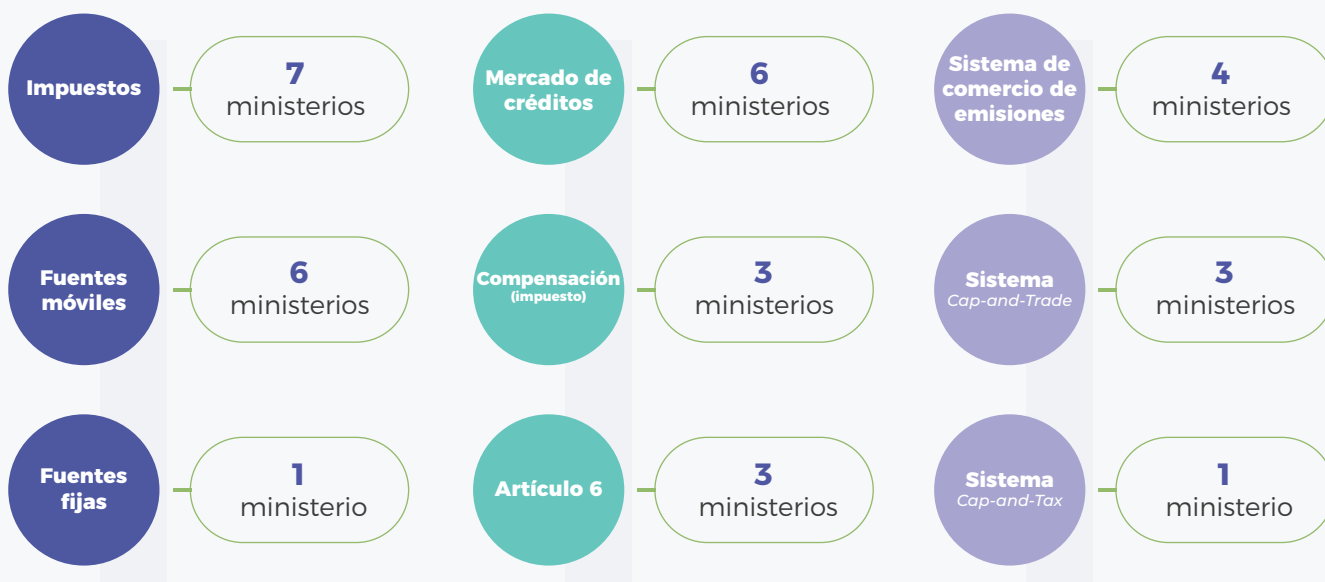 Impuestos
7
ministerios
Mercado de
créditos
6
ministerios
Sistema de
comercio de
emisiones
4
ministerios
Fuentes
móviles
6
ministerios
Compensación
(impuesto)
3
ministerios
Sistema
Cap-and-Trade
3
ministerios
Fuentes
fijas
1
ministerio
Artículo 6
3
ministerios
Sistema
Cap-and-Tax
1
ministerio